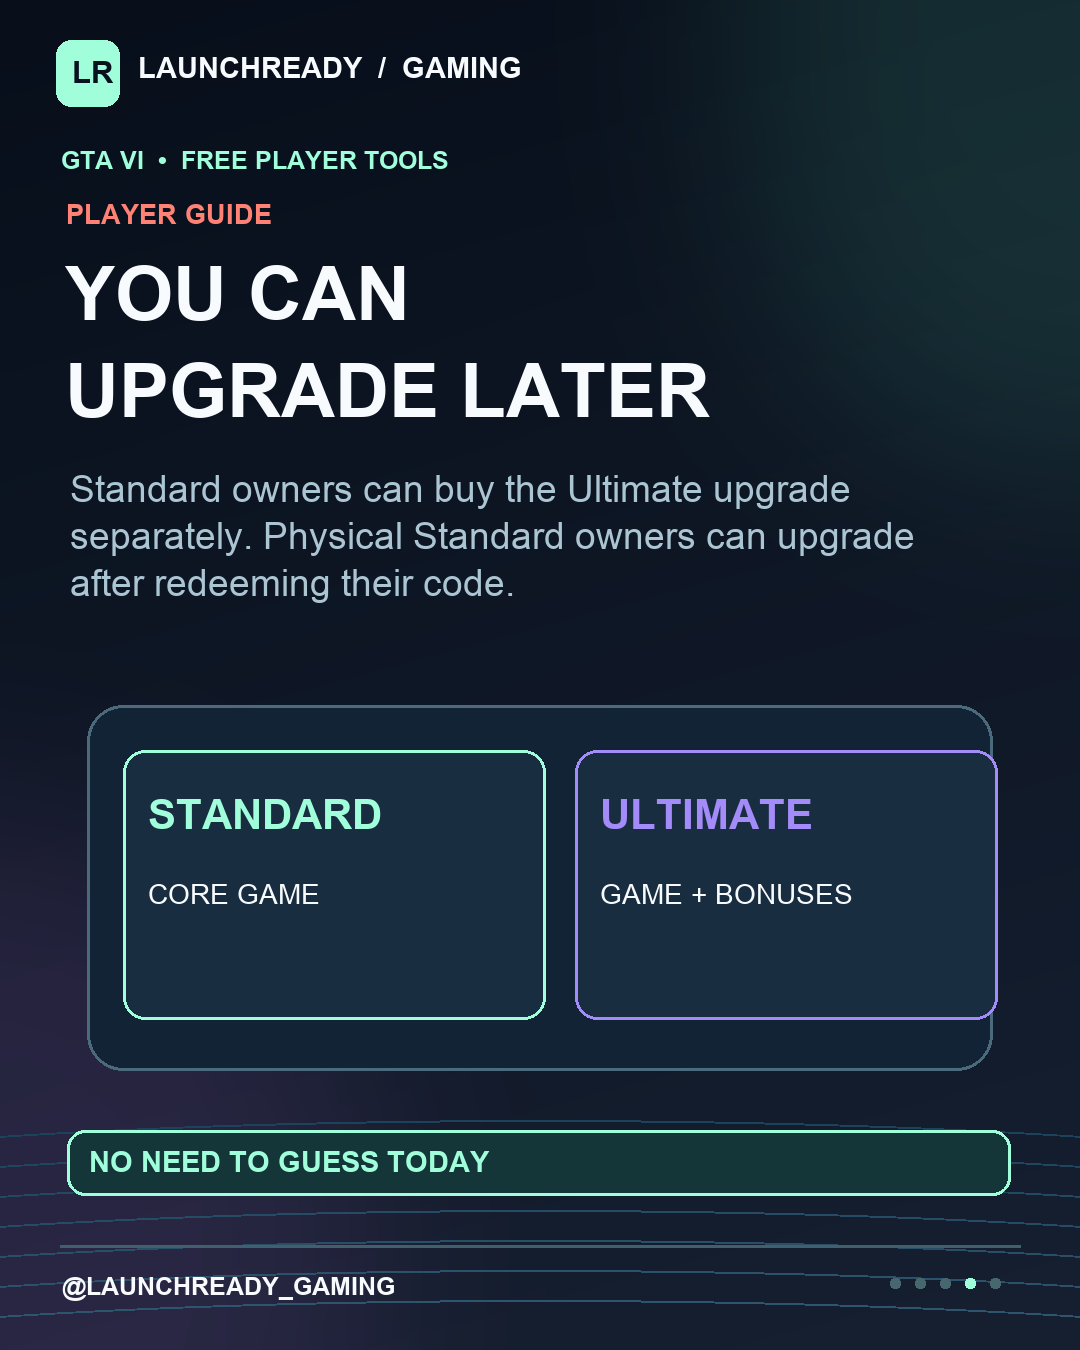 LR LAUNCHREADY / GAMING
GTA VI • FREE PLAYER TOOLS
PLAYER GUIDE
YOU CAN
UPGRADE LATER
Standard owners can buy the Ultimate upgrade
separately. Physical Standard owners can upgrade
after redeeming their code.
STANDARD
CORE GAME
ULTIMATE
GAME + BONUSES
NO NEED TO GUESS TODAY
@LAUNCHREADY_GAMING